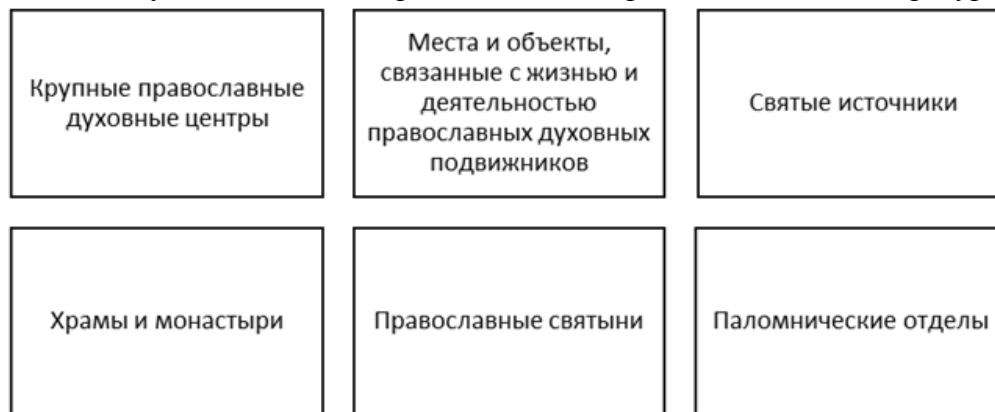 Крупные православные
духовные центры
Места и объекты,
связанные с жизнью и
деятельностью
православных духовных
подвижников
Святые источники
Храмы и монастыри
Православные святыни
Паломнические отделы